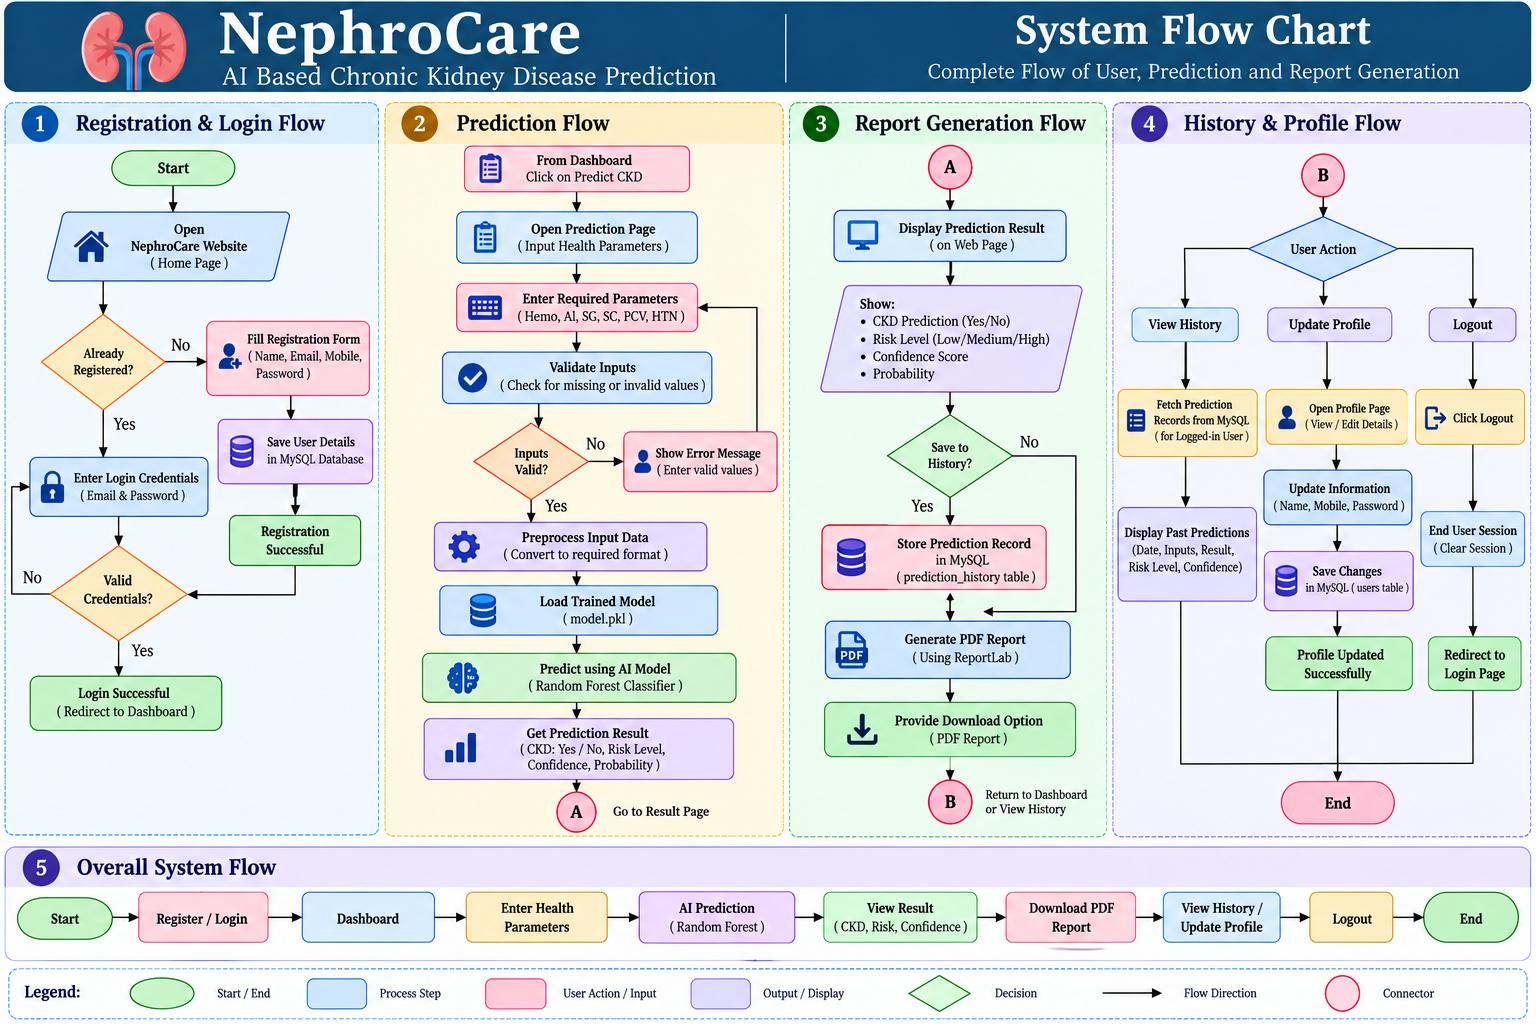 NephroCare
AI Based Chronic Kidney Disease Prediction
System Flow Chart
Complete Flow of User, Prediction and Report Generation
1 Registration & Login Flow
Start
Open
NephroCare Website
( Home Page )
Already
Registered?
No
Fill Registration Form
( Name, Email, Mobile,
Password )
Yes
Save User Details
in MySQL Database
Enter Login Credentials
( Email & Password )
Registration
Successful
No
Valid
Credentials?
Yes
Login Successful
( Redirect to Dashboard )
2 Prediction Flow
From Dashboard
Click on Predict CKD
Open Prediction Page
( Input Health Parameters )
Enter Required Parameters
( Hemo, Al, SG, SC, PCV, HTN )
Validate Inputs
( Check for missing or invalid values )
Inputs
Valid?
No
Show Error Message
( Enter valid values )
Yes
Preprocess Input Data
( Convert to required format )
Load Trained Model
( model.pkl )
Predict using AI Model
( Random Forest Classifier )
Get Prediction Result
( CKD: Yes / No, Risk Level,
Confidence, Probability )
A
Go to Result Page
3 Report Generation Flow
A
Display Prediction Result
( on Web Page )
Show:
• CKD Prediction (Yes/No)
• Risk Level (Low/Medium/High)
• Confidence Score
• Probability
Save to
History?
No
Yes
Store Prediction Record
in MySQL
( prediction_history table )
PDF
Generate PDF Report
( Using ReportLab )
Provide Download Option
( PDF Report )
B
Return to Dashboard
or View History
4 History & Profile Flow
B
User Action
View History
Update Profile
Logout
Fetch Prediction
Records from MySQL
( for Logged-in User )
Open Profile Page
( View / Edit Details )
Click Logout
Display Past Predictions
(Date, Inputs, Result,
Risk Level, Confidence)
Update Information
( Name, Mobile, Password )
End User Session
( Clear Session )
Save Changes
in MySQL ( users table )
Profile Updated
Successfully
Redirect to
Login Page
End
5 Overall System Flow
Start
Register / Login
Dashboard
Enter Health
Parameters
AI Prediction
( Random Forest )
View Result
( CKD, Risk, Confidence )
Download PDF
Report
View History /
Update Profile
Logout
End
Legend:
Start / End
Process Step
User Action / Input
Output / Display
Decision
Flow Direction
Connector